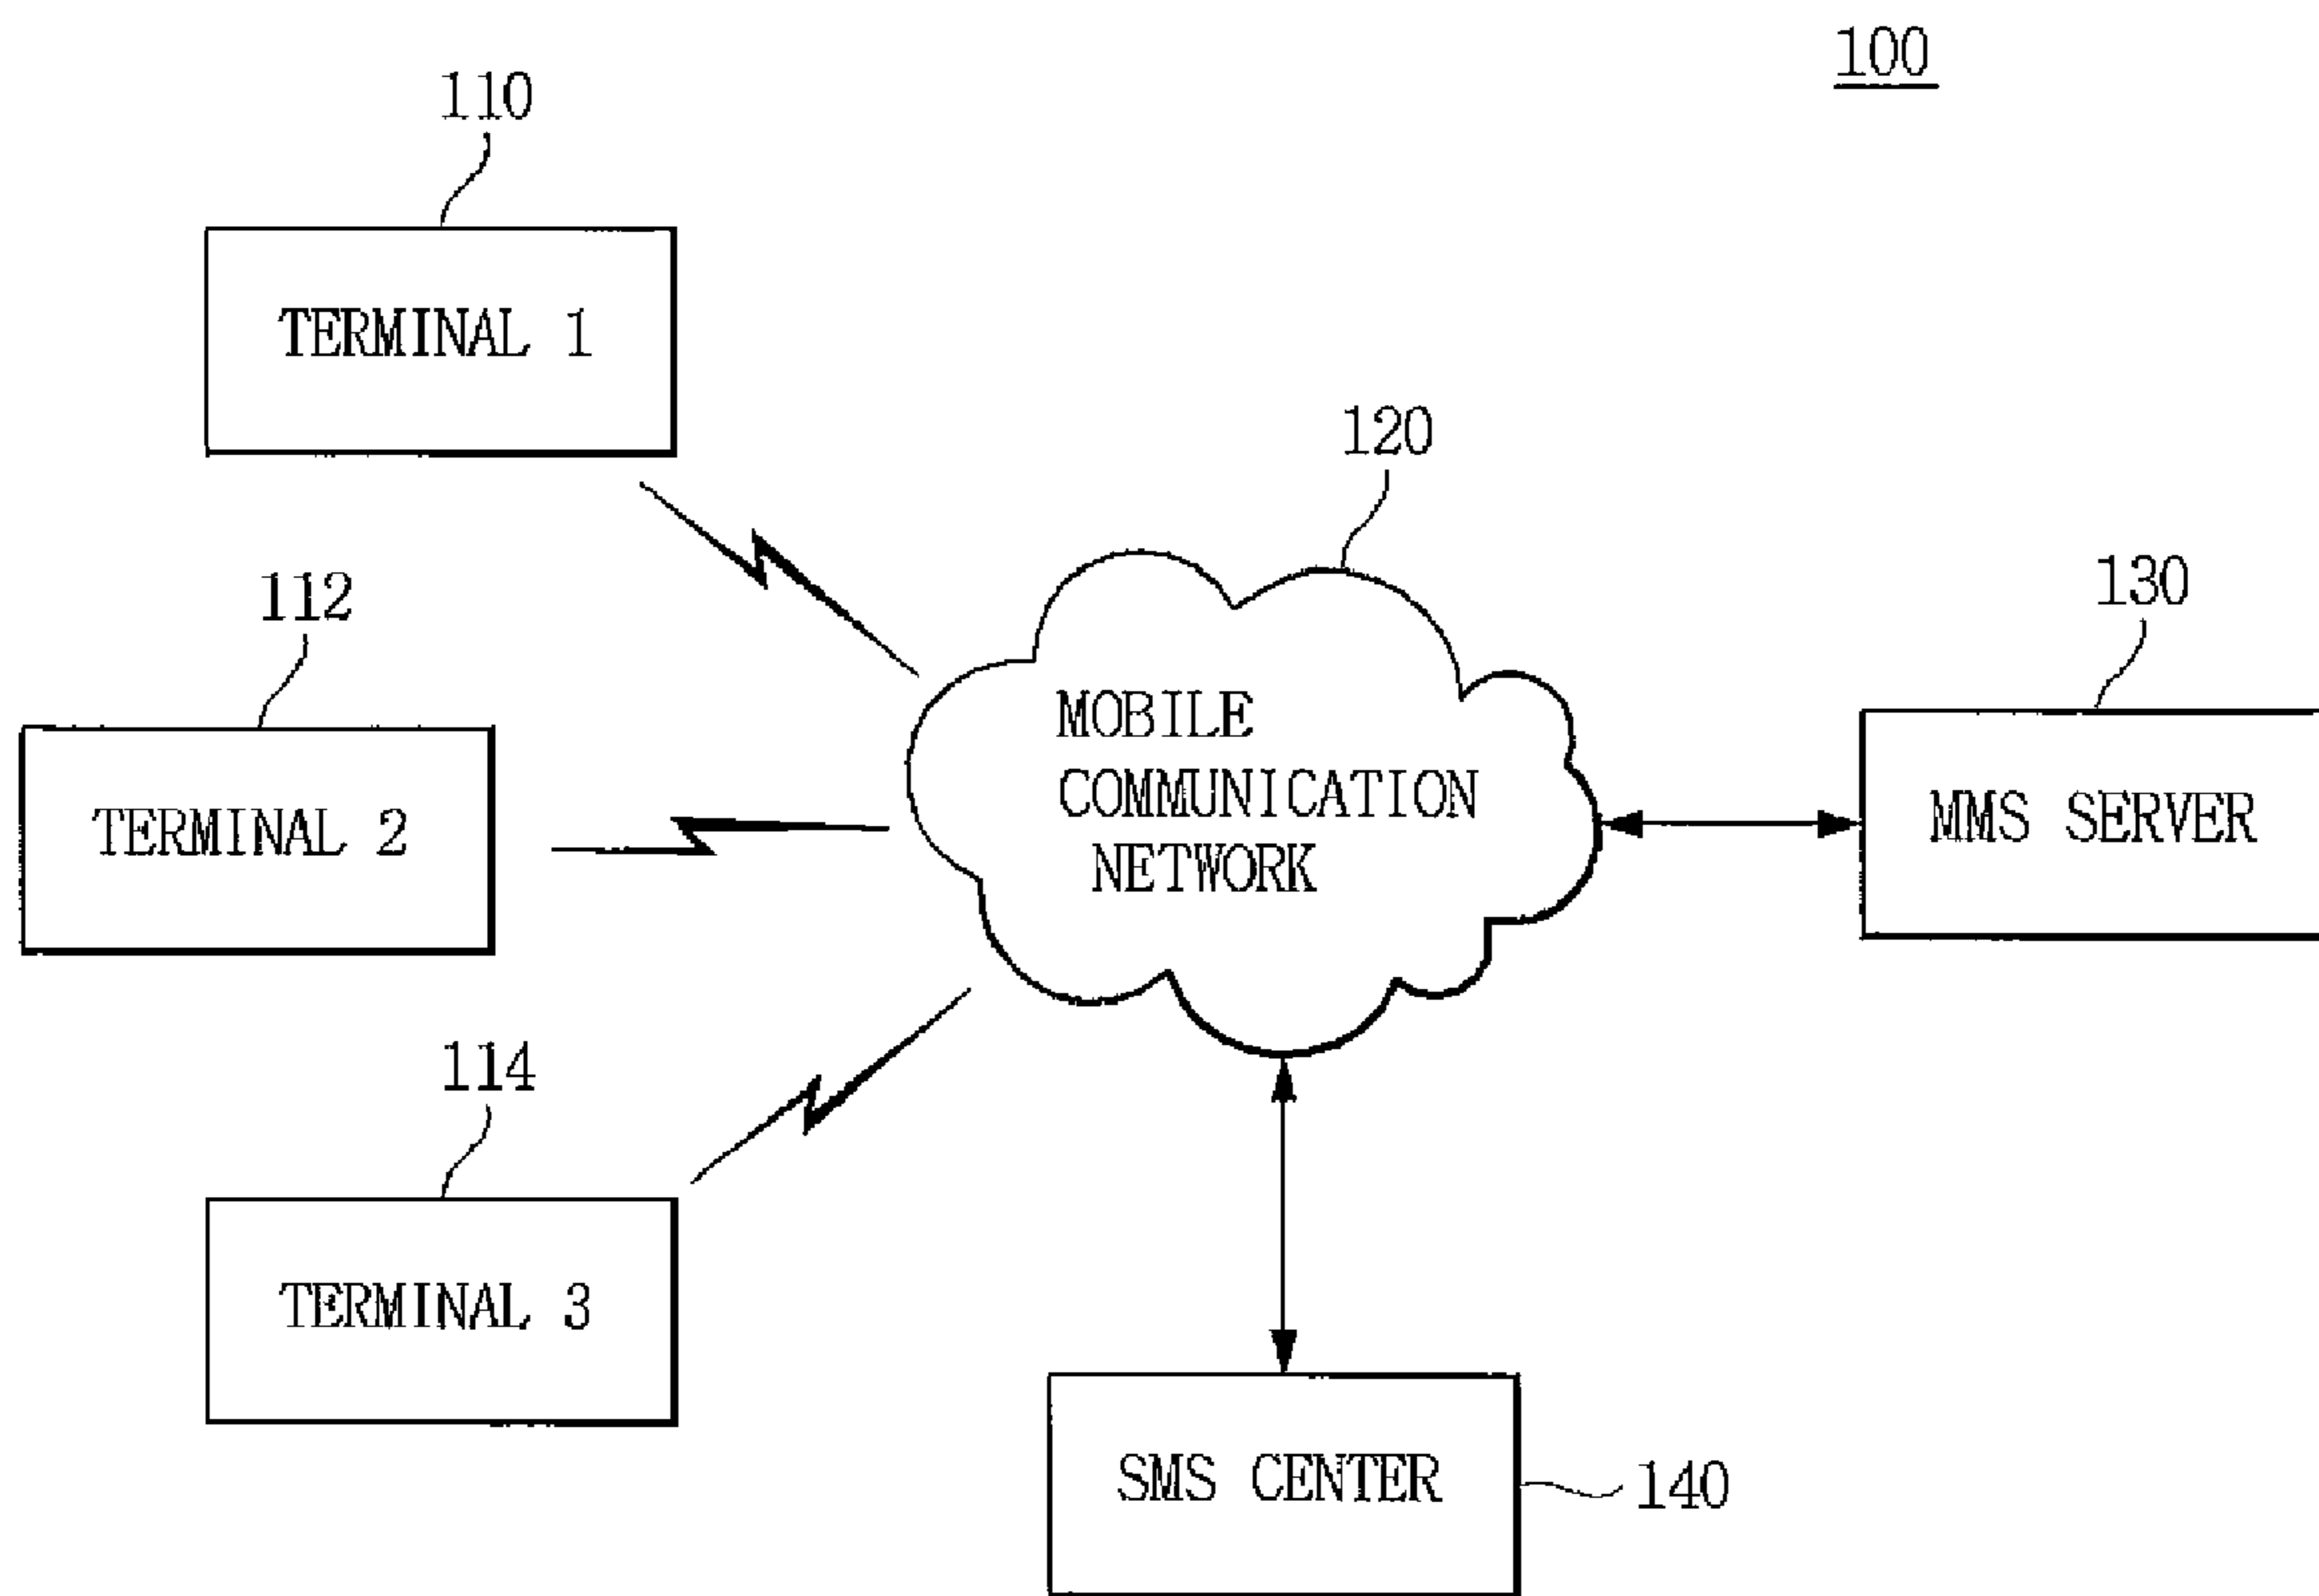 100
110
TERMINAL 1
120
112
130
TERMINAL 2
MOBILE
COMMUNICATION
NETWORK
MMS SERVER
114
TERMINAL 3
SMS CENTER
140